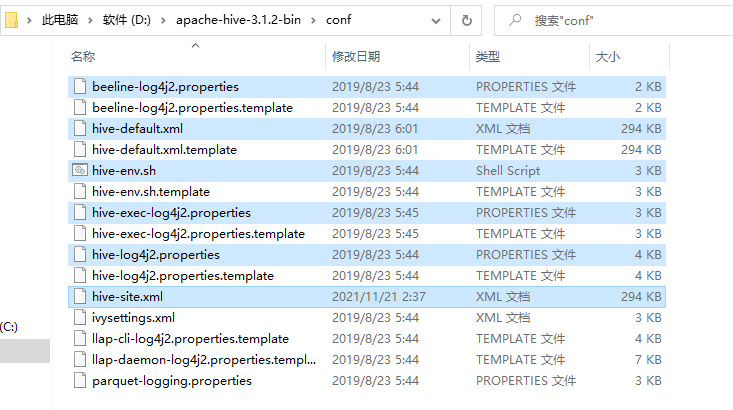 此电脑 › 软件 (D:) › apache-hive-3.1.2-bin › conf 搜索"conf"
名称 修改日期 类型 大小
beeline-log4j2.properties 2019/8/23 5:44 PROPERTIES 文件 2 KB
beeline-log4j2.properties.template 2019/8/23 5:44 TEMPLATE 文件 2 KB
hive-default.xml 2019/8/23 6:01 XML 文档 294 KB
hive-default.xml.template 2019/8/23 6:01 TEMPLATE 文件 294 KB
hive-env.sh 2019/8/23 5:44 Shell Script 3 KB
hive-env.sh.template 2019/8/23 5:44 TEMPLATE 文件 3 KB
hive-exec-log4j2.properties 2019/8/23 5:45 PROPERTIES 文件 3 KB
hive-exec-log4j2.properties.template 2019/8/23 5:45 TEMPLATE 文件 3 KB
hive-log4j2.properties 2019/8/23 5:44 PROPERTIES 文件 4 KB
hive-log4j2.properties.template 2019/8/23 5:44 TEMPLATE 文件 4 KB
hive-site.xml 2021/11/21 2:37 XML 文档 294 KB
ivysettings.xml 2019/8/23 5:44 XML 文档 3 KB
(C:)
llap-cli-log4j2.properties.template 2019/8/23 5:44 TEMPLATE 文件 4 KB
llap-daemon-log4j2.properties.templ... 2019/8/23 5:44 TEMPLATE 文件 7 KB
parquet-logging.properties 2019/8/23 5:44 PROPERTIES 文件 3 KB